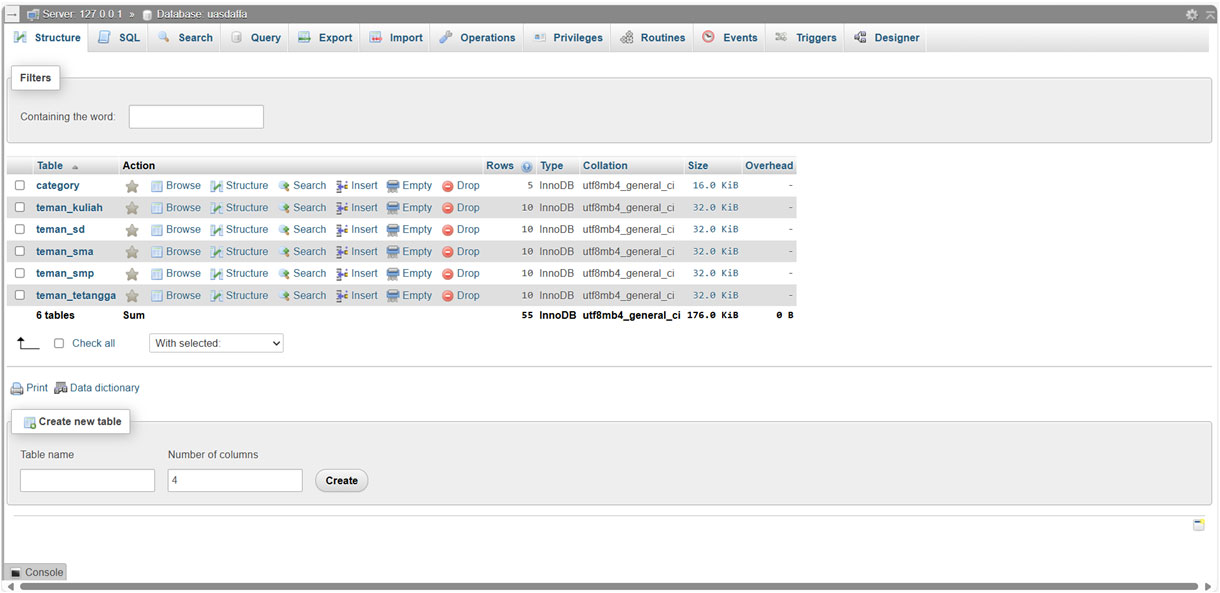 Server: 127.0.0.1 » Database: uasdaffa
Structure SQL Search Query Export Import Operations Privileges Routines Events Triggers Designer
Filters
Containing the word:
Table Action Rows Type Collation Size Overhead
category Browse Structure Search Insert Empty Drop 5 InnoDB utf8mb4_general_ci 16.0 KiB -
teman_kuliah Browse Structure Search Insert Empty Drop 10 InnoDB utf8mb4_general_ci 32.0 KiB -
teman_sd Browse Structure Search Insert Empty Drop 10 InnoDB utf8mb4_general_ci 32.0 KiB -
teman_sma Browse Structure Search Insert Empty Drop 10 InnoDB utf8mb4_general_ci 32.0 KiB -
teman_smp Browse Structure Search Insert Empty Drop 10 InnoDB utf8mb4_general_ci 32.0 KiB -
teman_tetangga Browse Structure Search Insert Empty Drop 10 InnoDB utf8mb4_general_ci 32.0 KiB -
6 tables Sum 55 InnoDB utf8mb4_general_ci 176.0 KiB 0 B
Check all With selected:
Print Data dictionary
Create new table
Table name Number of columns
4 Create
Console